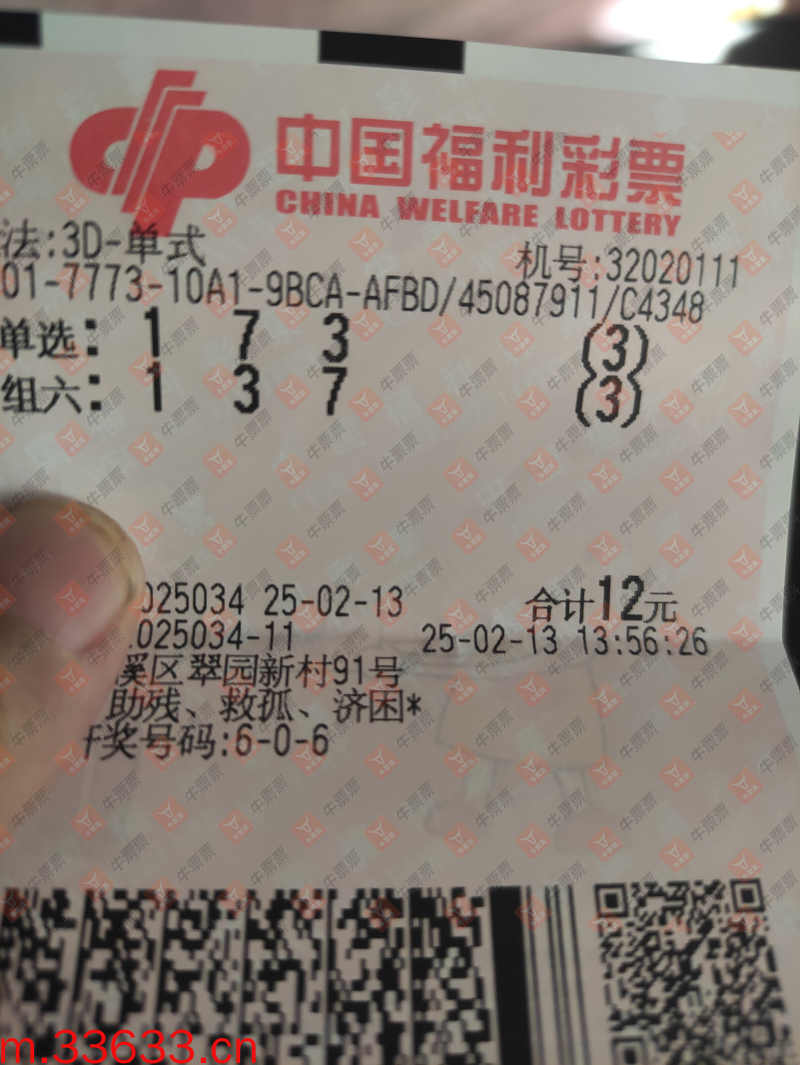 中国福利彩票
CHINA WELFARE LOTTERY
法:3D-单式
机号:32020111
01-7773-10A1-9BCA-AFBD/45087911/C4348
单选: 1 7 3 (3)
组六: 1 3 7 (3)
025034 25-02-13 合计12元
025034-11 25-02-13 13:56:26
溪区翠园新村91号
助残、救孤、济困*
奖号码:6-0-6
牛票票
m.33633.cn